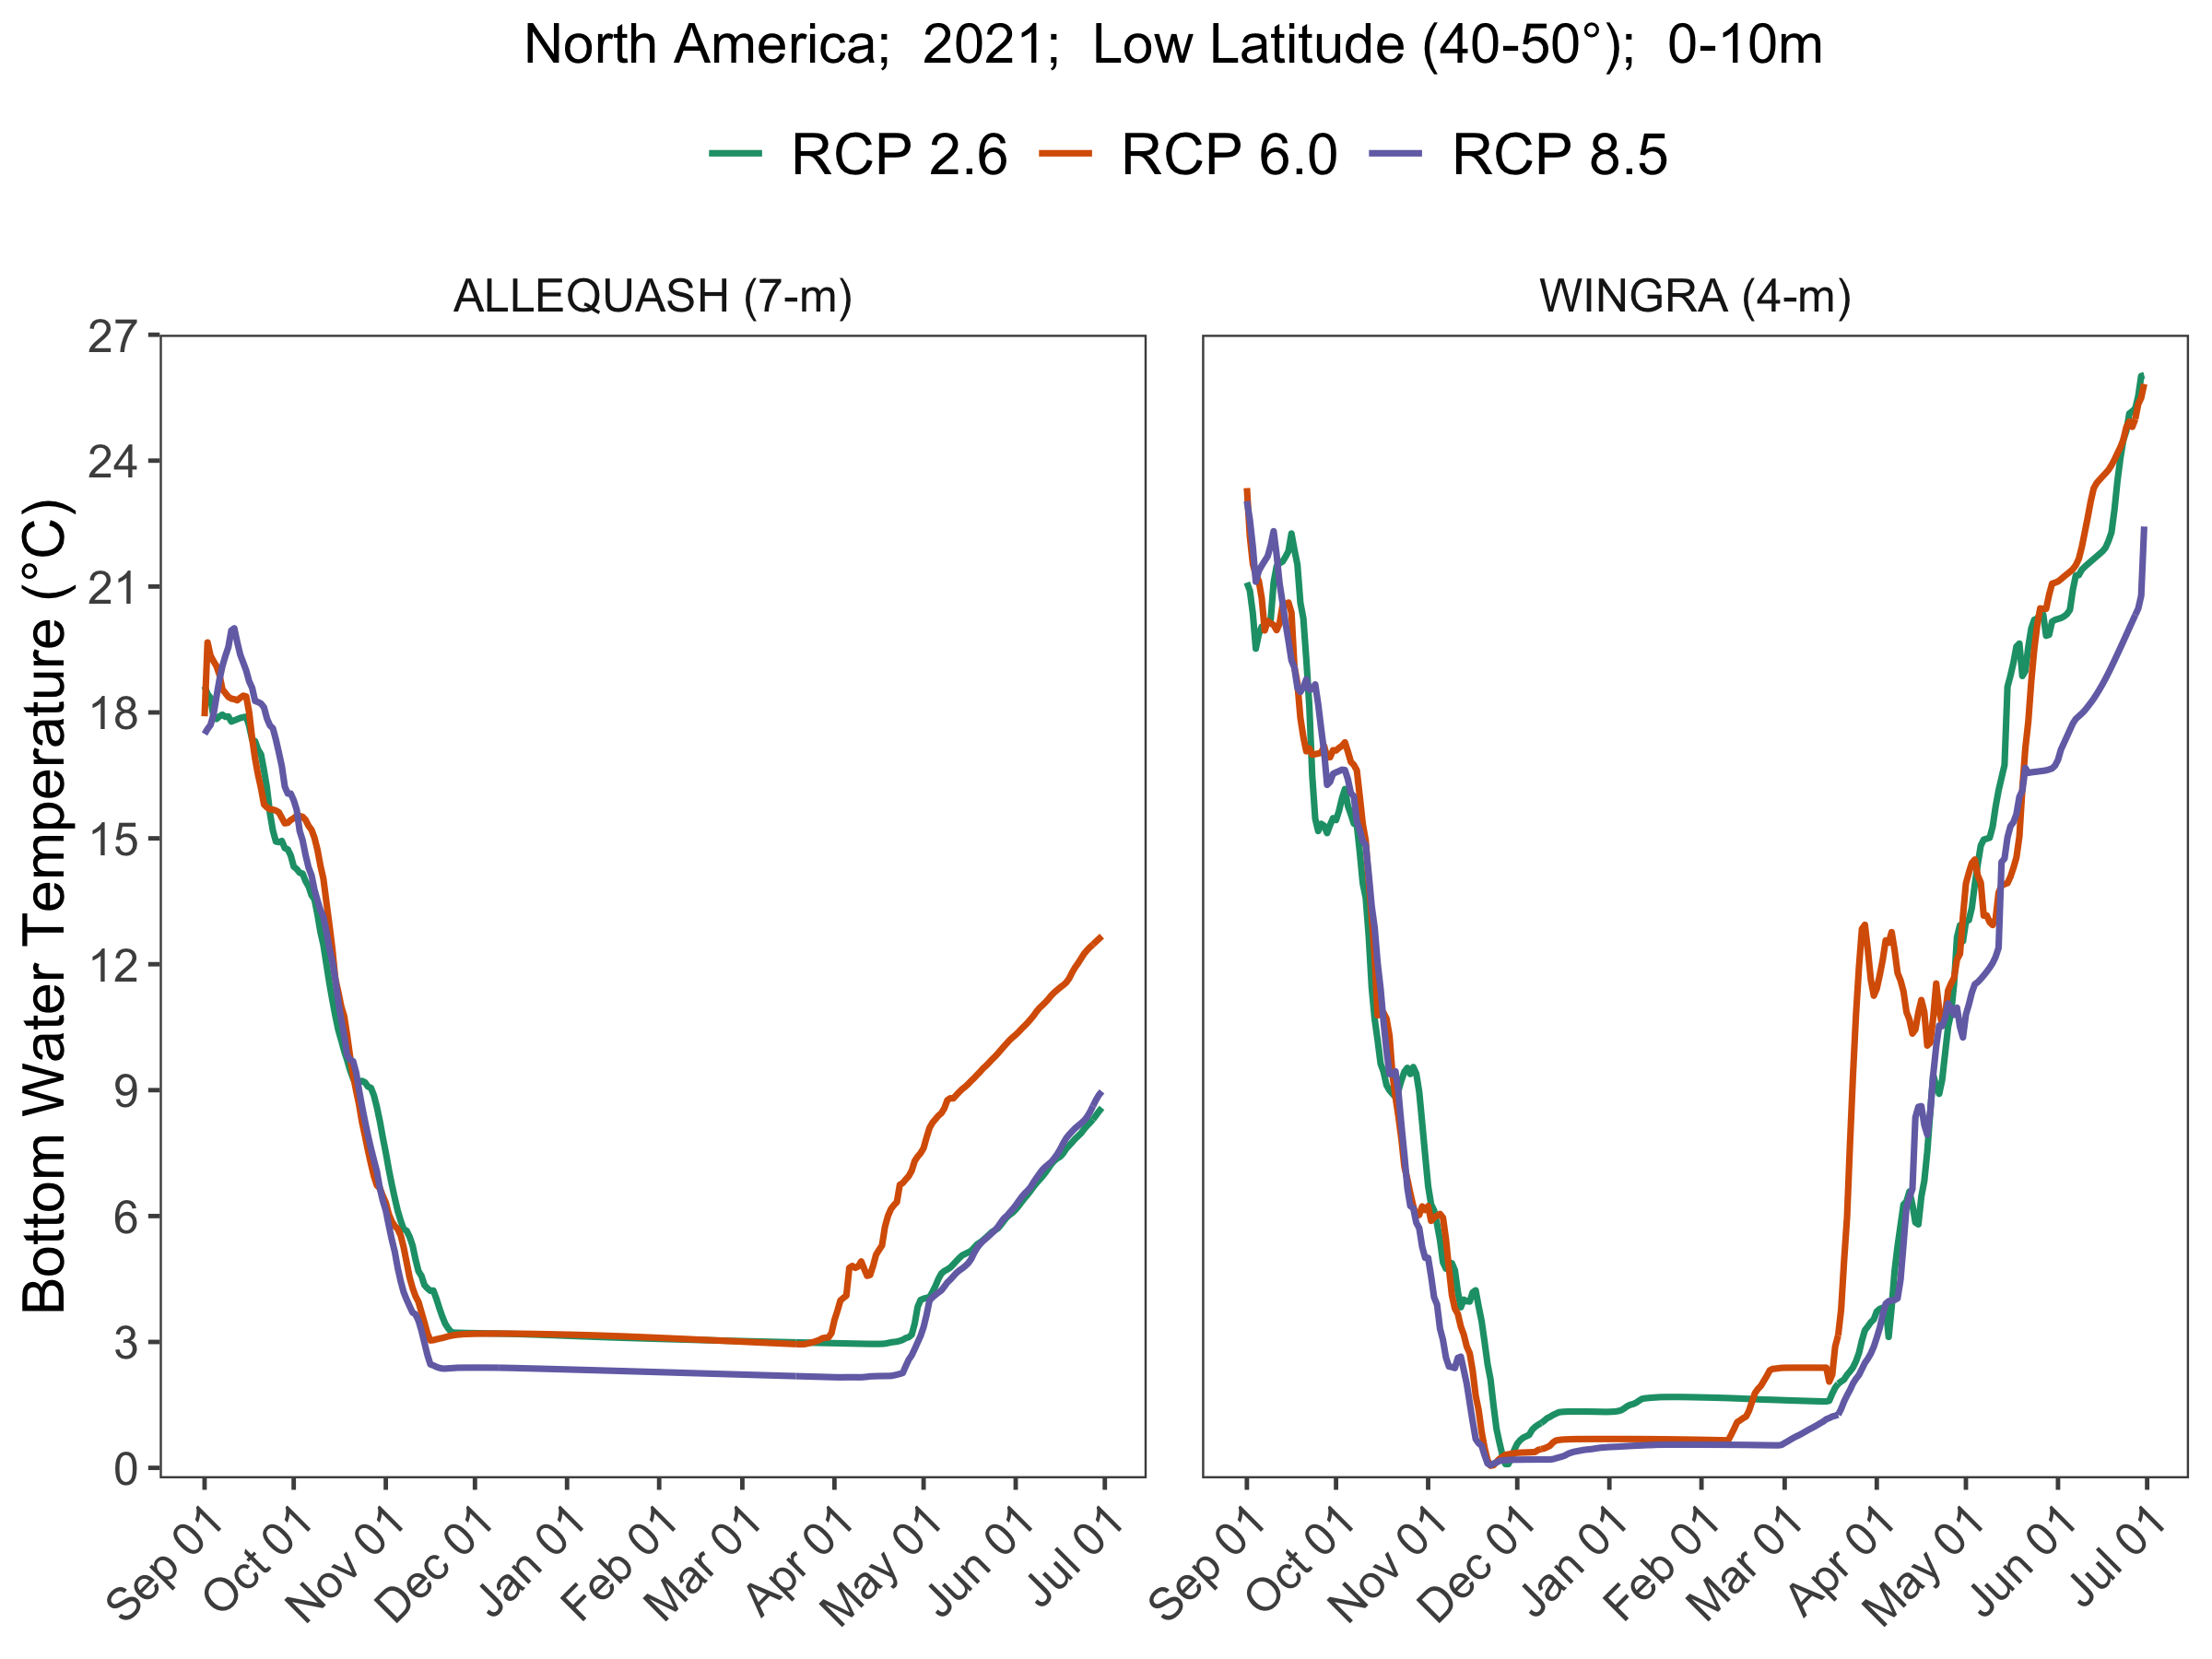 North America;  2021;  Low Latitude (40-50°);  0-10m
RCP 2.6 RCP 6.0 RCP 8.5
ALLEQUASH (7-m) WINGRA (4-m)
Bottom Water Temperature (°C)
27
24
21
18
15
12
9
6
3
0
Sep 01 Oct 01 Nov 01 Dec 01 Jan 01 Feb 01 Mar 01 Apr 01 May 01 Jun 01 Jul 01 Sep 01 Oct 01 Nov 01 Dec 01 Jan 01 Feb 01 Mar 01 Apr 01 May 01 Jun 01 Jul 01